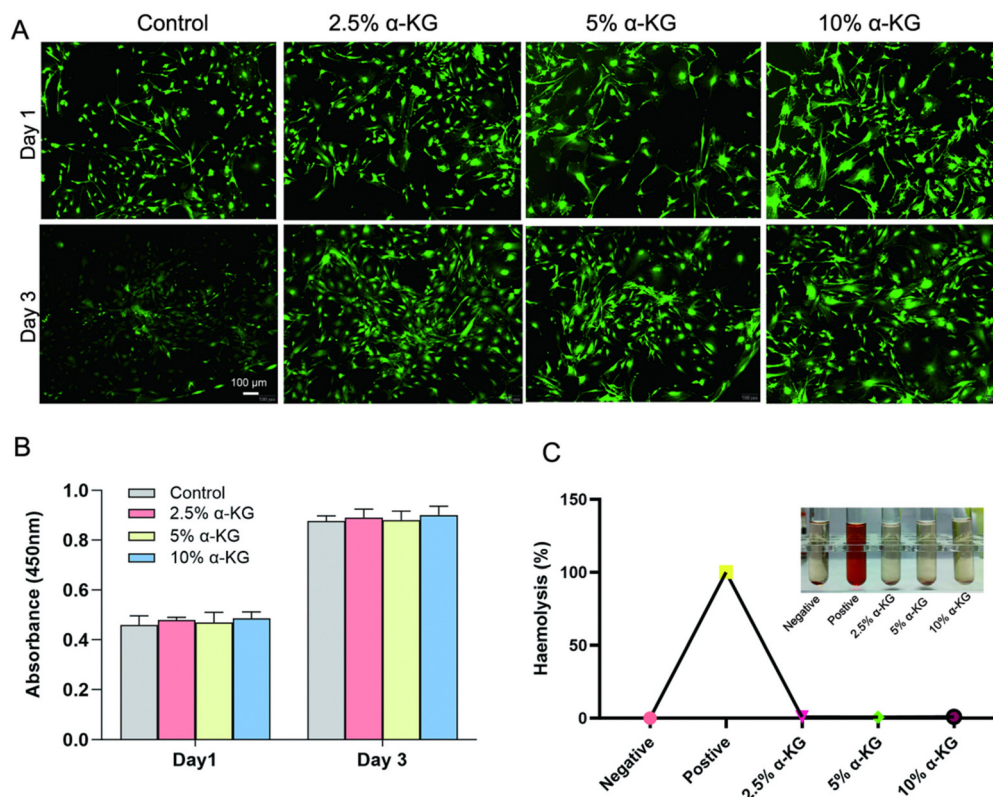 A
Control
2.5% α-KG
5% α-KG
10% α-KG
Day 1
Day 3
100 μm
B
Absorbance (450nm)
1.0
0.8
0.6
0.4
0.2
0.0
Control
2.5% α-KG
5% α-KG
10% α-KG
Day1
Day 3
C
Haemolysis (%)
150
100
50
0
Negative
Postive
2.5% α-KG
5% α-KG
10% α-KG
Negative
Postive
2.5% α-KG
5% α-KG
10% α-KG